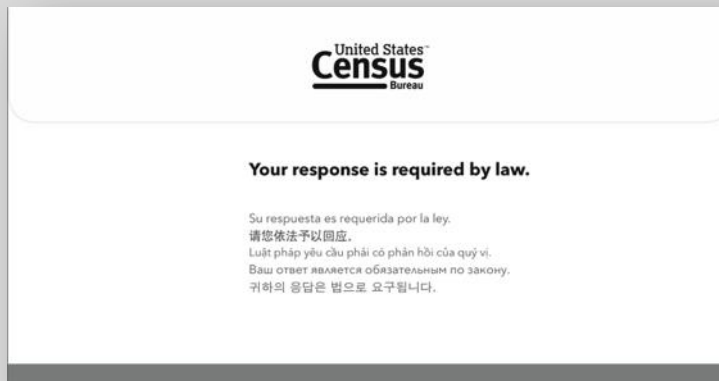 United States™
Census
Bureau
Your response is required by law.
Su respuesta es requerida por la ley.
请您依法予以回应。
Luật pháp yêu cầu phải có phản hồi của quý vị.
Ваш ответ является обязательным по закону.
귀하의 응답은 법으로 요구됩니다.